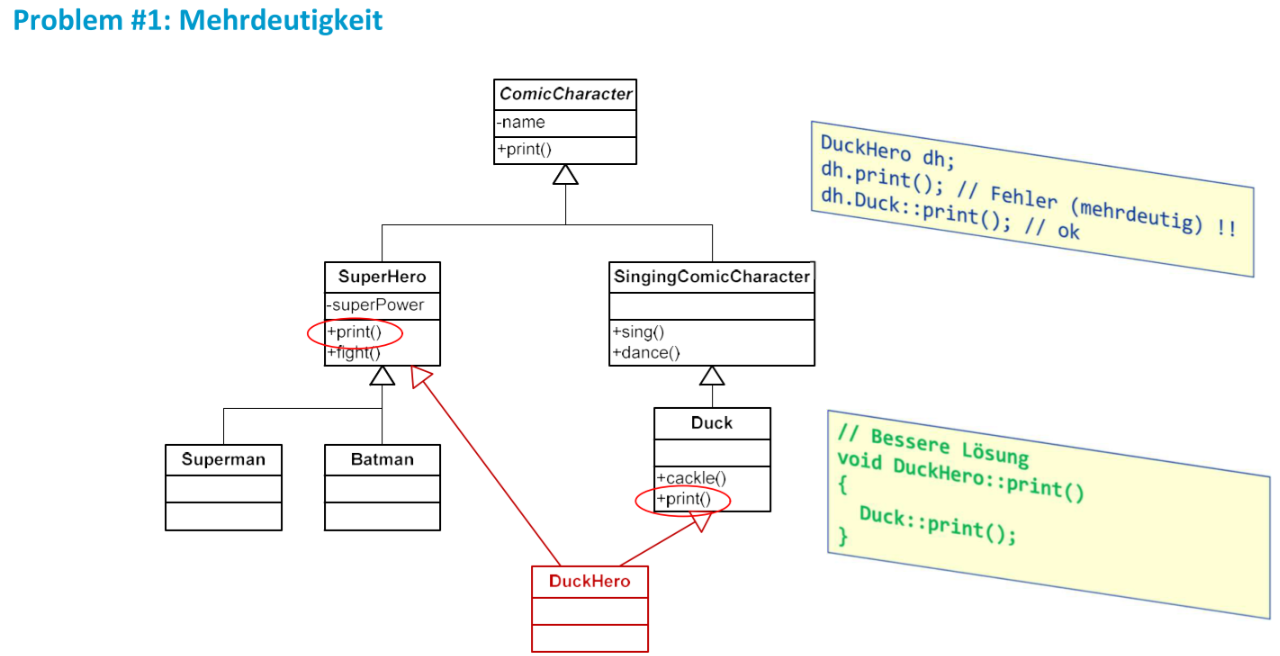 Problem #1: Mehrdeutigkeit
ComicCharacter
-name
+print()
DuckHero dh;
dh.print(); // Fehler (mehrdeutig) !!
dh.Duck::print(); // ok
SuperHero
-superPower
+print()
+fight()
SingingComicCharacter
+sing()
+dance()
Superman
Batman
Duck
+cackle()
+print()
// Bessere Lösung
void DuckHero::print()
{
Duck::print();
}
DuckHero